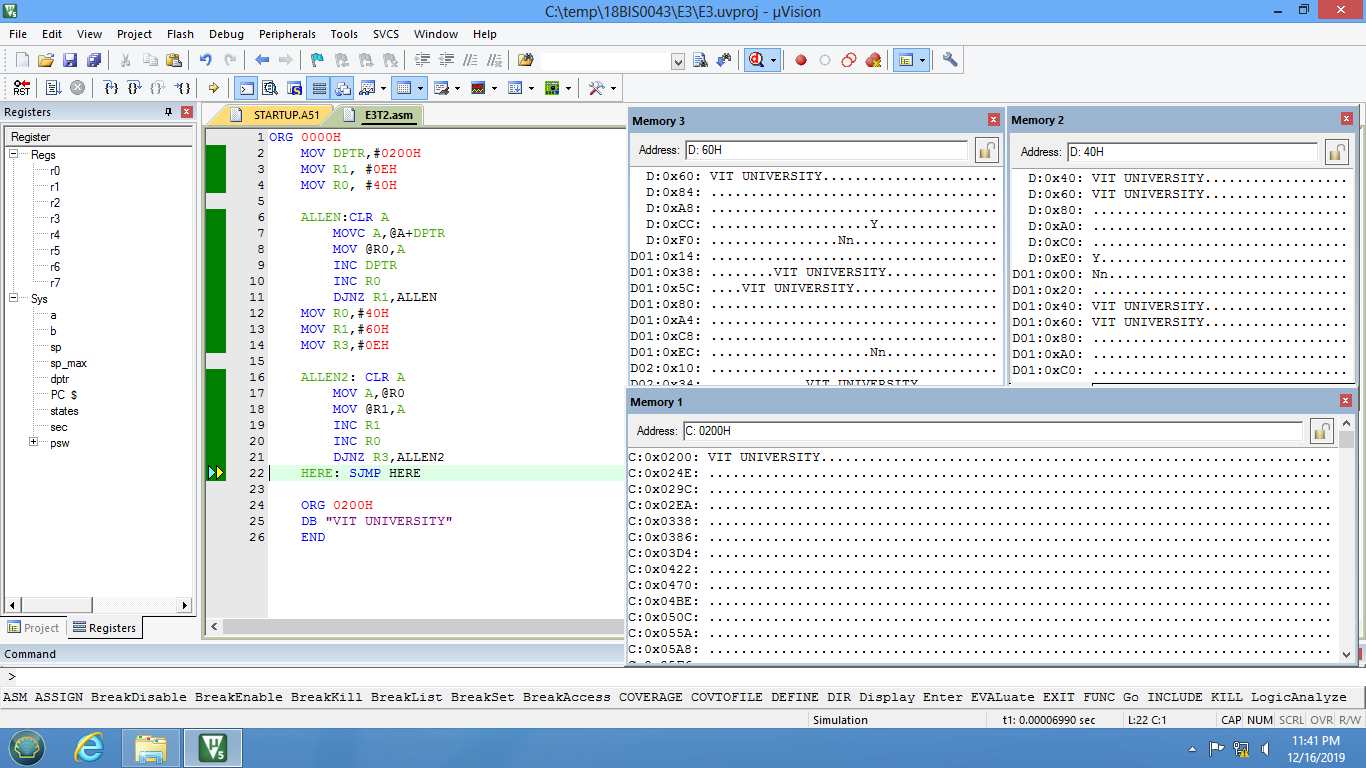 C:\temp\18BIS0043\E3\E3.uvproj - µVision
File Edit View Project Flash Debug Peripherals Tools SVCS Window Help
RST
Registers
Register
Regs
r0
r1
r2
r3
r4
r5
r6
r7
Sys
a
b
sp
sp_max
dptr
PC $
states
sec
psw
Project Registers
STARTUP.A51 E3T2.asm
1 ORG 0000H
2 MOV DPTR,#0200H
3 MOV R1, #0EH
4 MOV R0, #40H
5
6 ALLEN:CLR A
7 MOVC A,@A+DPTR
8 MOV @R0,A
9 INC DPTR
10 INC R0
11 DJNZ R1,ALLEN
12 MOV R0,#40H
13 MOV R1,#60H
14 MOV R3,#0EH
15
16 ALLEN2: CLR A
17 MOV A,@R0
18 MOV @R1,A
19 INC R1
20 INC R0
21 DJNZ R3,ALLEN2
22 HERE: SJMP HERE
23
24 ORG 0200H
25 DB "VIT UNIVERSITY"
26 END
Memory 3
Address: D: 60H
D:0x60: VIT UNIVERSITY......................
D:0x84: ....................................
D:0xA8: ....................................
D:0xCC: ....................Y...............
D:0xF0: ................Nn..................
D01:0x14: ....................................
D01:0x38: ........VIT UNIVERSITY..............
D01:0x5C: ....VIT UNIVERSITY..................
D01:0x80: ....................................
D01:0xA4: ....................................
D01:0xC8: ....................................
D01:0xEC: ....................Nn..............
D02:0x10: ....................................
D02:0x34: ............VIT UNIVERSITY..........
Memory 2
Address: D: 40H
D:0x40: VIT UNIVERSITY..................
D:0x60: VIT UNIVERSITY..................
D:0x80: ................................
D:0xA0: ................................
D:0xC0: ................................
D:0xE0: Y...............................
D01:0x00: Nn..............................
D01:0x20: ................................
D01:0x40: VIT UNIVERSITY..................
D01:0x60: VIT UNIVERSITY..................
D01:0x80: ................................
D01:0xA0: ................................
D01:0xC0: ................................
Memory 1
Address: C: 0200H
C:0x0200: VIT UNIVERSITY................................................................
C:0x024E: ..............................................................................
C:0x029C: ..............................................................................
C:0x02EA: ..............................................................................
C:0x0338: ..............................................................................
C:0x0386: ..............................................................................
C:0x03D4: ..............................................................................
C:0x0422: ..............................................................................
C:0x0470: ..............................................................................
C:0x04BE: ..............................................................................
C:0x050C: ..............................................................................
C:0x055A: ..............................................................................
C:0x05A8: ..............................................................................
Command
>
ASM ASSIGN BreakDisable BreakEnable BreakKill BreakList BreakSet BreakAccess COVERAGE COVTOFILE DEFINE DIR Display Enter EVALuate EXIT FUNC Go INCLUDE KILL LogicAnalyze
Simulation t1: 0.00006990 sec L:22 C:1 CAP NUM SCRL OVR R/W
11:41 PM
12/16/2019